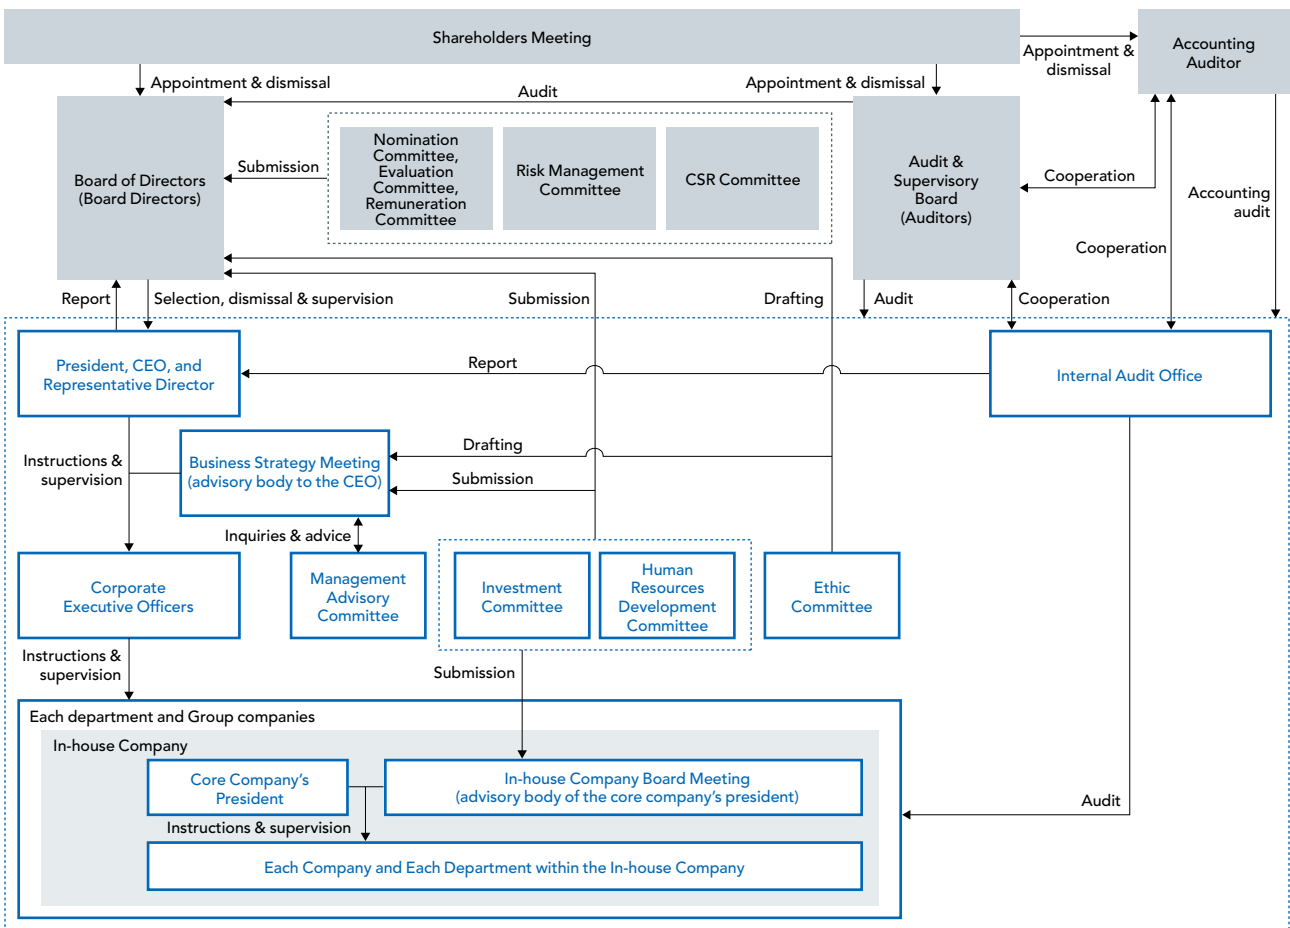 Shareholders Meeting
Accounting
Auditor
Appointment &
dismissal
Appointment & dismissal
Audit
Appointment & dismissal
Board of Directors
(Board Directors)
Submission
Nomination
Committee,
Evaluation
Committee,
Remuneration
Committee
Risk Management
Committee
CSR Committee
Audit &
Supervisory
Board
(Auditors)
Cooperation
Accounting
audit
Cooperation
Report
Selection, dismissal & supervision
Submission
Drafting
Audit
Cooperation
President, CEO, and
Representative Director
Report
Internal Audit Office
Instructions &
supervision
Business Strategy Meeting
(advisory body to the CEO)
Drafting
Submission
Inquiries & advice
Corporate
Executive Officers
Management
Advisory
Committee
Investment
Committee
Human
Resources
Development
Committee
Ethic
Committee
Instructions &
supervision
Submission
Each department and Group companies
In-house Company
Core Company's
President
In-house Company Board Meeting
(advisory body of the core company's president)
Audit
Instructions & supervision
Each Company and Each Department within the In-house Company